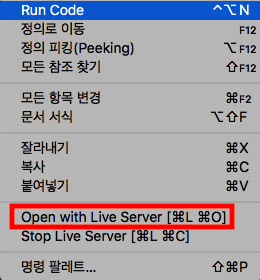 Run Code ^⌥N
정의로 이동 F12
정의 피킹(Peeking) ⌥F12
모든 참조 찾기 ⇧F12
모든 항목 변경 ⌘F2
문서 서식 ⌥⇧F
잘라내기 ⌘X
복사 ⌘C
붙여넣기 ⌘V
Open with Live Server [⌘L ⌘O]
Stop Live Server [⌘L ⌘C]
명령 팔레트... ⇧⌘P